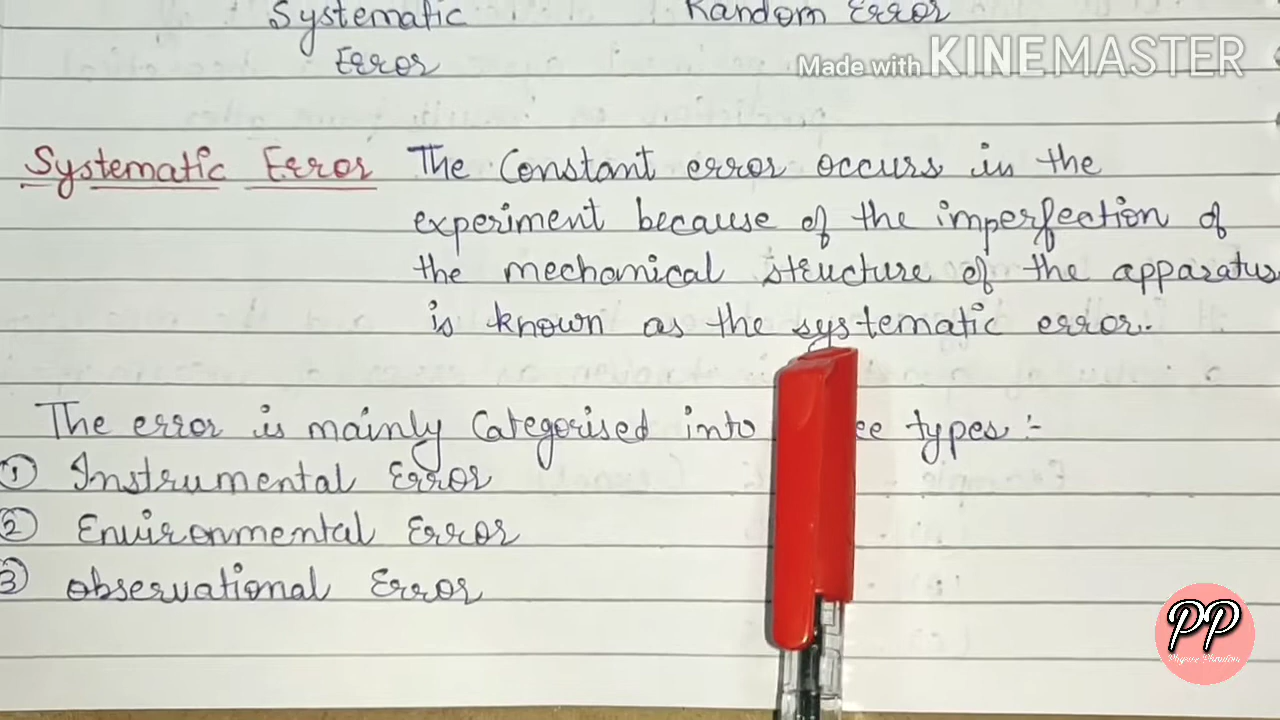 Systematic Random Error
Error
Made with KINEMASTER
Systematic Error The Constant error occurs in the
experiment because of the imperfection of
the mechanical structure of the apparatus
is known as the systematic error.
The error is mainly Categorised into ee types :-
① Instrumental Error
② Environmental Error
③ Observational Error
PP